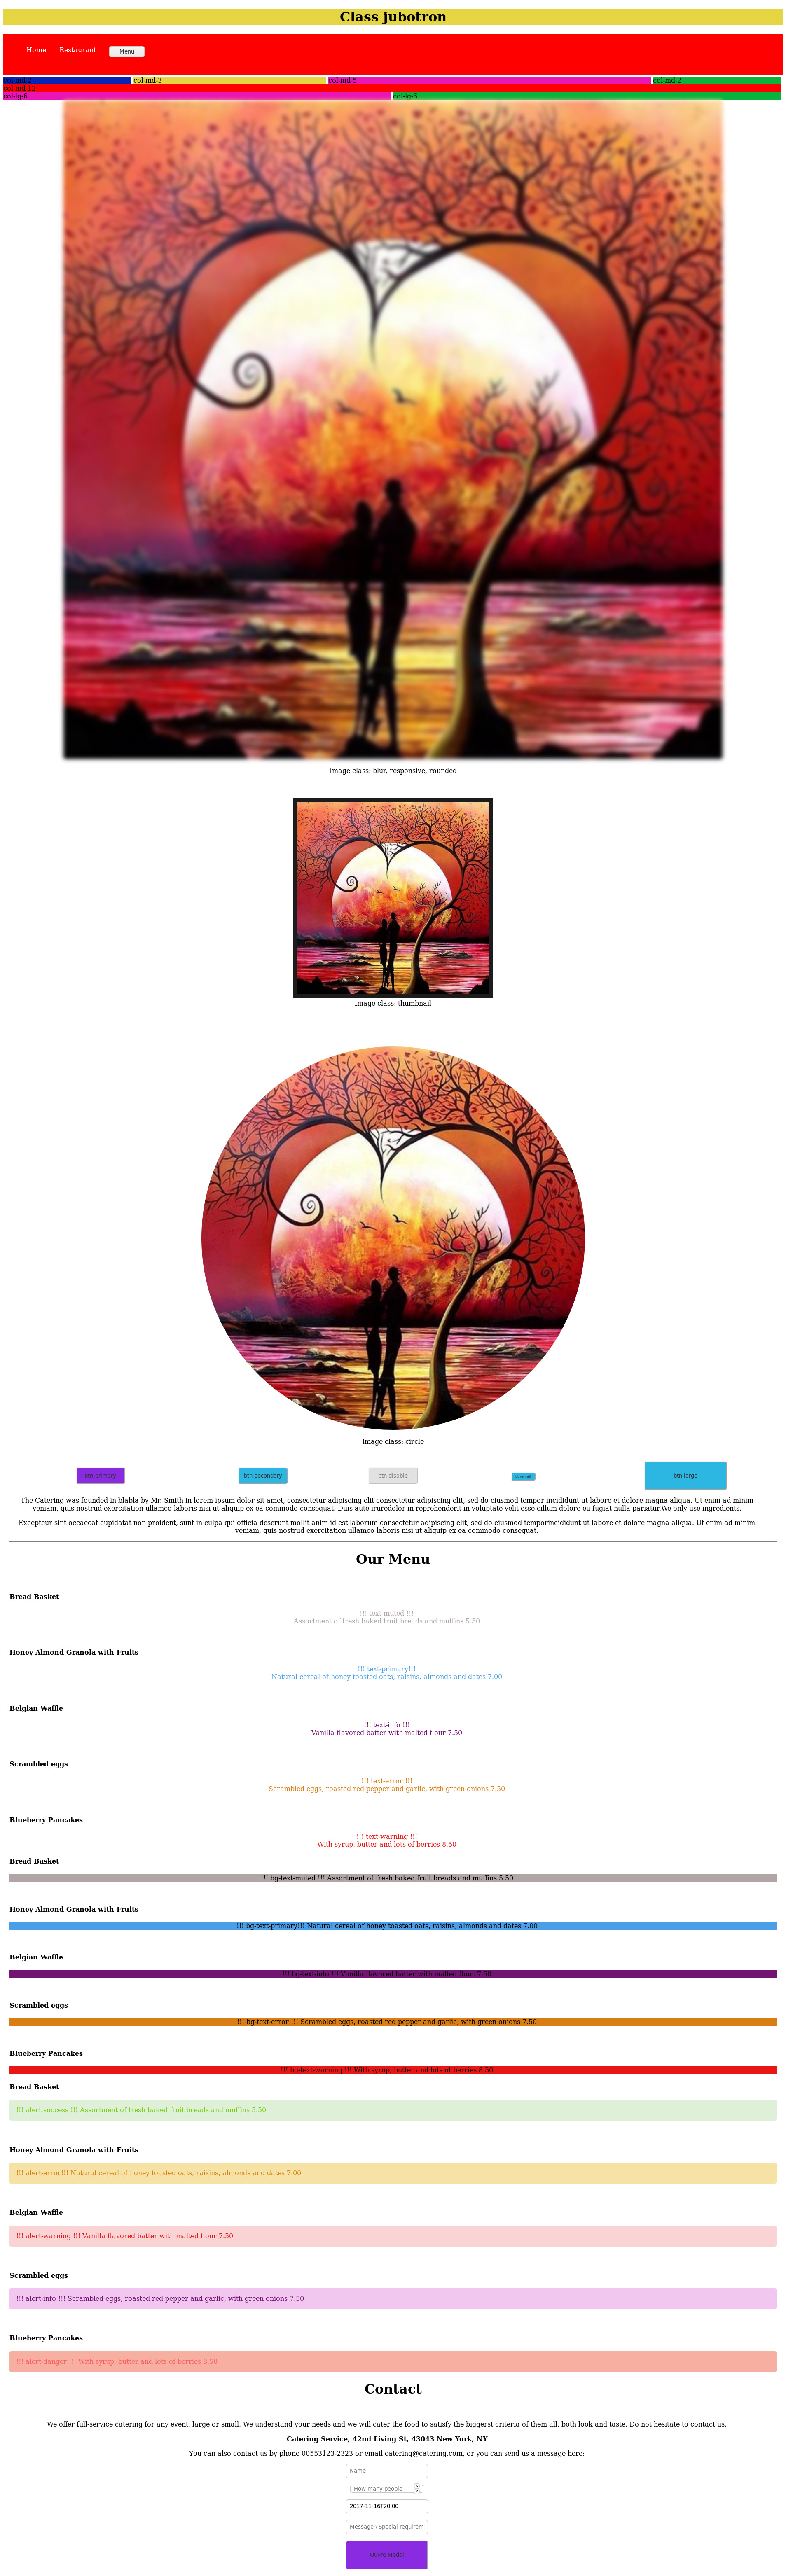 Class jubotron
Home Restaurant Menu
col-md-2 col-md-3 col-md-5 col-md-2
col-md-12
col-lg-6 col-lg-6
Image class: blur, responsive, rounded
Image class: thumbnail
Image class: circle
btn-primary btn-secondary btn disable btn large
The Catering was founded in blabla by Mr. Smith in lorem ipsum dolor sit amet, consectetur adipiscing elit consectetur adipiscing elit, sed do eiusmod tempor incididunt ut labore et dolore magna aliqua. Ut enim ad minim
veniam, quis nostrud exercitation ullamco laboris nisi ut aliquip ex ea commodo consequat. Duis aute iruredolor in reprehenderit in voluptate velit esse cillum dolore eu fugiat nulla pariatur.We only use ingredients.
Excepteur sint occaecat cupidatat non proident, sunt in culpa qui officia deserunt mollit anim id est laborum consectetur adipiscing elit, sed do eiusmod temporincididunt ut labore et dolore magna aliqua. Ut enim ad minim
veniam, quis nostrud exercitation ullamco laboris nisi ut aliquip ex ea commodo consequat.
Our Menu
Bread Basket
!!! text-muted !!!
Assortment of fresh baked fruit breads and muffins 5.50
Honey Almond Granola with Fruits
!!! text-primary!!!
Natural cereal of honey toasted oats, raisins, almonds and dates 7.00
Belgian Waffle
!!! text-info !!!
Vanilla flavored batter with malted flour 7.50
Scrambled eggs
!!! text-error !!!
Scrambled eggs, roasted red pepper and garlic, with green onions 7.50
Blueberry Pancakes
!!! text-warning !!!
With syrup, butter and lots of berries 8.50
Bread Basket
!!! bg-text-muted !!! Assortment of fresh baked fruit breads and muffins 5.50
Honey Almond Granola with Fruits
!!! bg-text-primary!!! Natural cereal of honey toasted oats, raisins, almonds and dates 7.00
Belgian Waffle
!!! bg-text-info !!! Vanilla flavored batter with malted flour 7.50
Scrambled eggs
!!! bg-text-error !!! Scrambled eggs, roasted red pepper and garlic, with green onions 7.50
Blueberry Pancakes
!!! bg-text-warning !!! With syrup, butter and lots of berries 8.50
Bread Basket
!!! alert success !!! Assortment of fresh baked fruit breads and muffins 5.50
Honey Almond Granola with Fruits
!!! alert-error!!! Natural cereal of honey toasted oats, raisins, almonds and dates 7.00
Belgian Waffle
!!! alert-warning !!! Vanilla flavored batter with malted flour 7.50
Scrambled eggs
!!! alert-info !!! Scrambled eggs, roasted red pepper and garlic, with green onions 7.50
Blueberry Pancakes
!!! alert-danger !!! With syrup, butter and lots of berries 8.50
Contact
We offer full-service catering for any event, large or small. We understand your needs and we will cater the food to satisfy the biggerst criteria of them all, both look and taste. Do not hesitate to contact us.
Catering Service, 42nd Living St, 43043 New York, NY
You can also contact us by phone 00553123-2323 or email catering@catering.com, or you can send us a message here:
Name
How many people
2017-11-16T20:00
Message \ Special requirem
Ouvre Modal